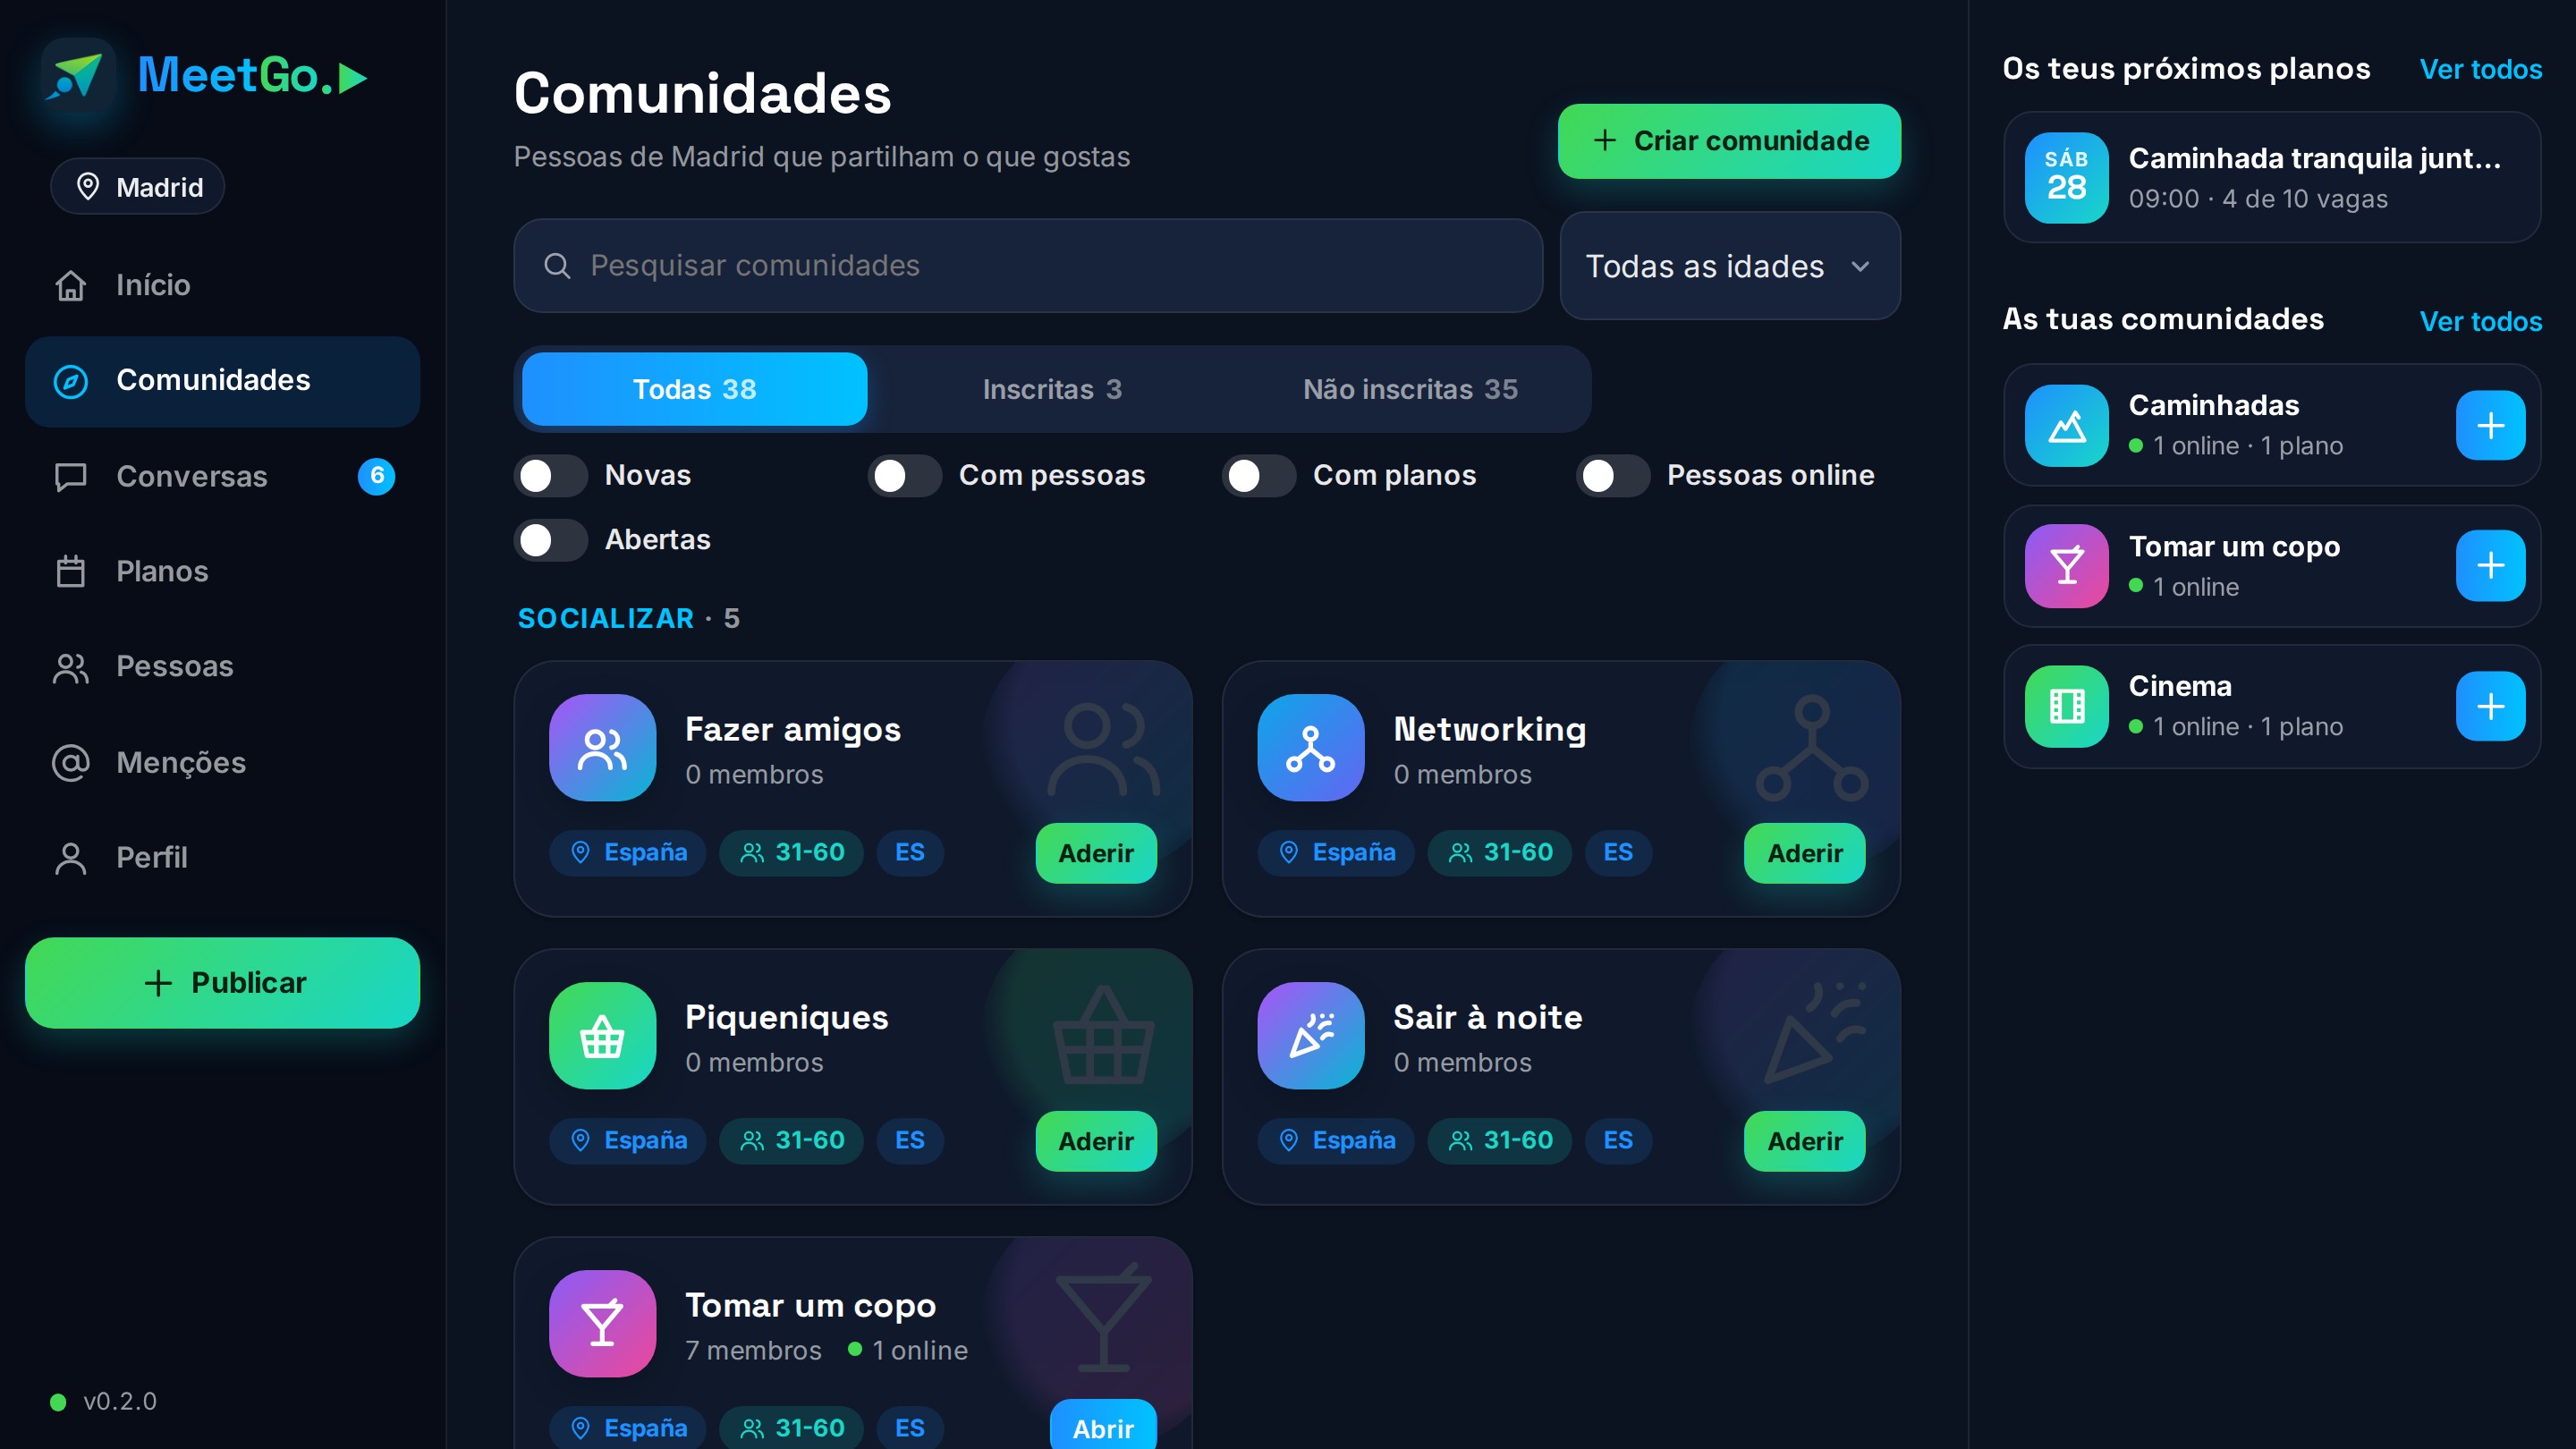 MeetGo.
Madrid
Início
Comunidades
Conversas 6
Planos
Pessoas
Menções
Perfil
Publicar
v0.2.0
Comunidades
Pessoas de Madrid que partilham o que gostas
Criar comunidade
Pesquisar comunidades
Todas as idades
Todas 38
Inscritas 3
Não inscritas 35
Novas
Com pessoas
Com planos
Pessoas online
Abertas
SOCIALIZAR · 5
Fazer amigos
0 membros
España 31-60 ES Aderir
Networking
0 membros
España 31-60 ES Aderir
Piqueniques
0 membros
España 31-60 ES Aderir
Sair à noite
0 membros
España 31-60 ES Aderir
Tomar um copo
7 membros 1 online
España 31-60 ES Abrir
Os teus próximos planos Ver todos
SÁB
28
Caminhada tranquila junt...
09:00 · 4 de 10 vagas
As tuas comunidades Ver todos
Caminhadas
1 online · 1 plano
Tomar um copo
1 online
Cinema
1 online · 1 plano